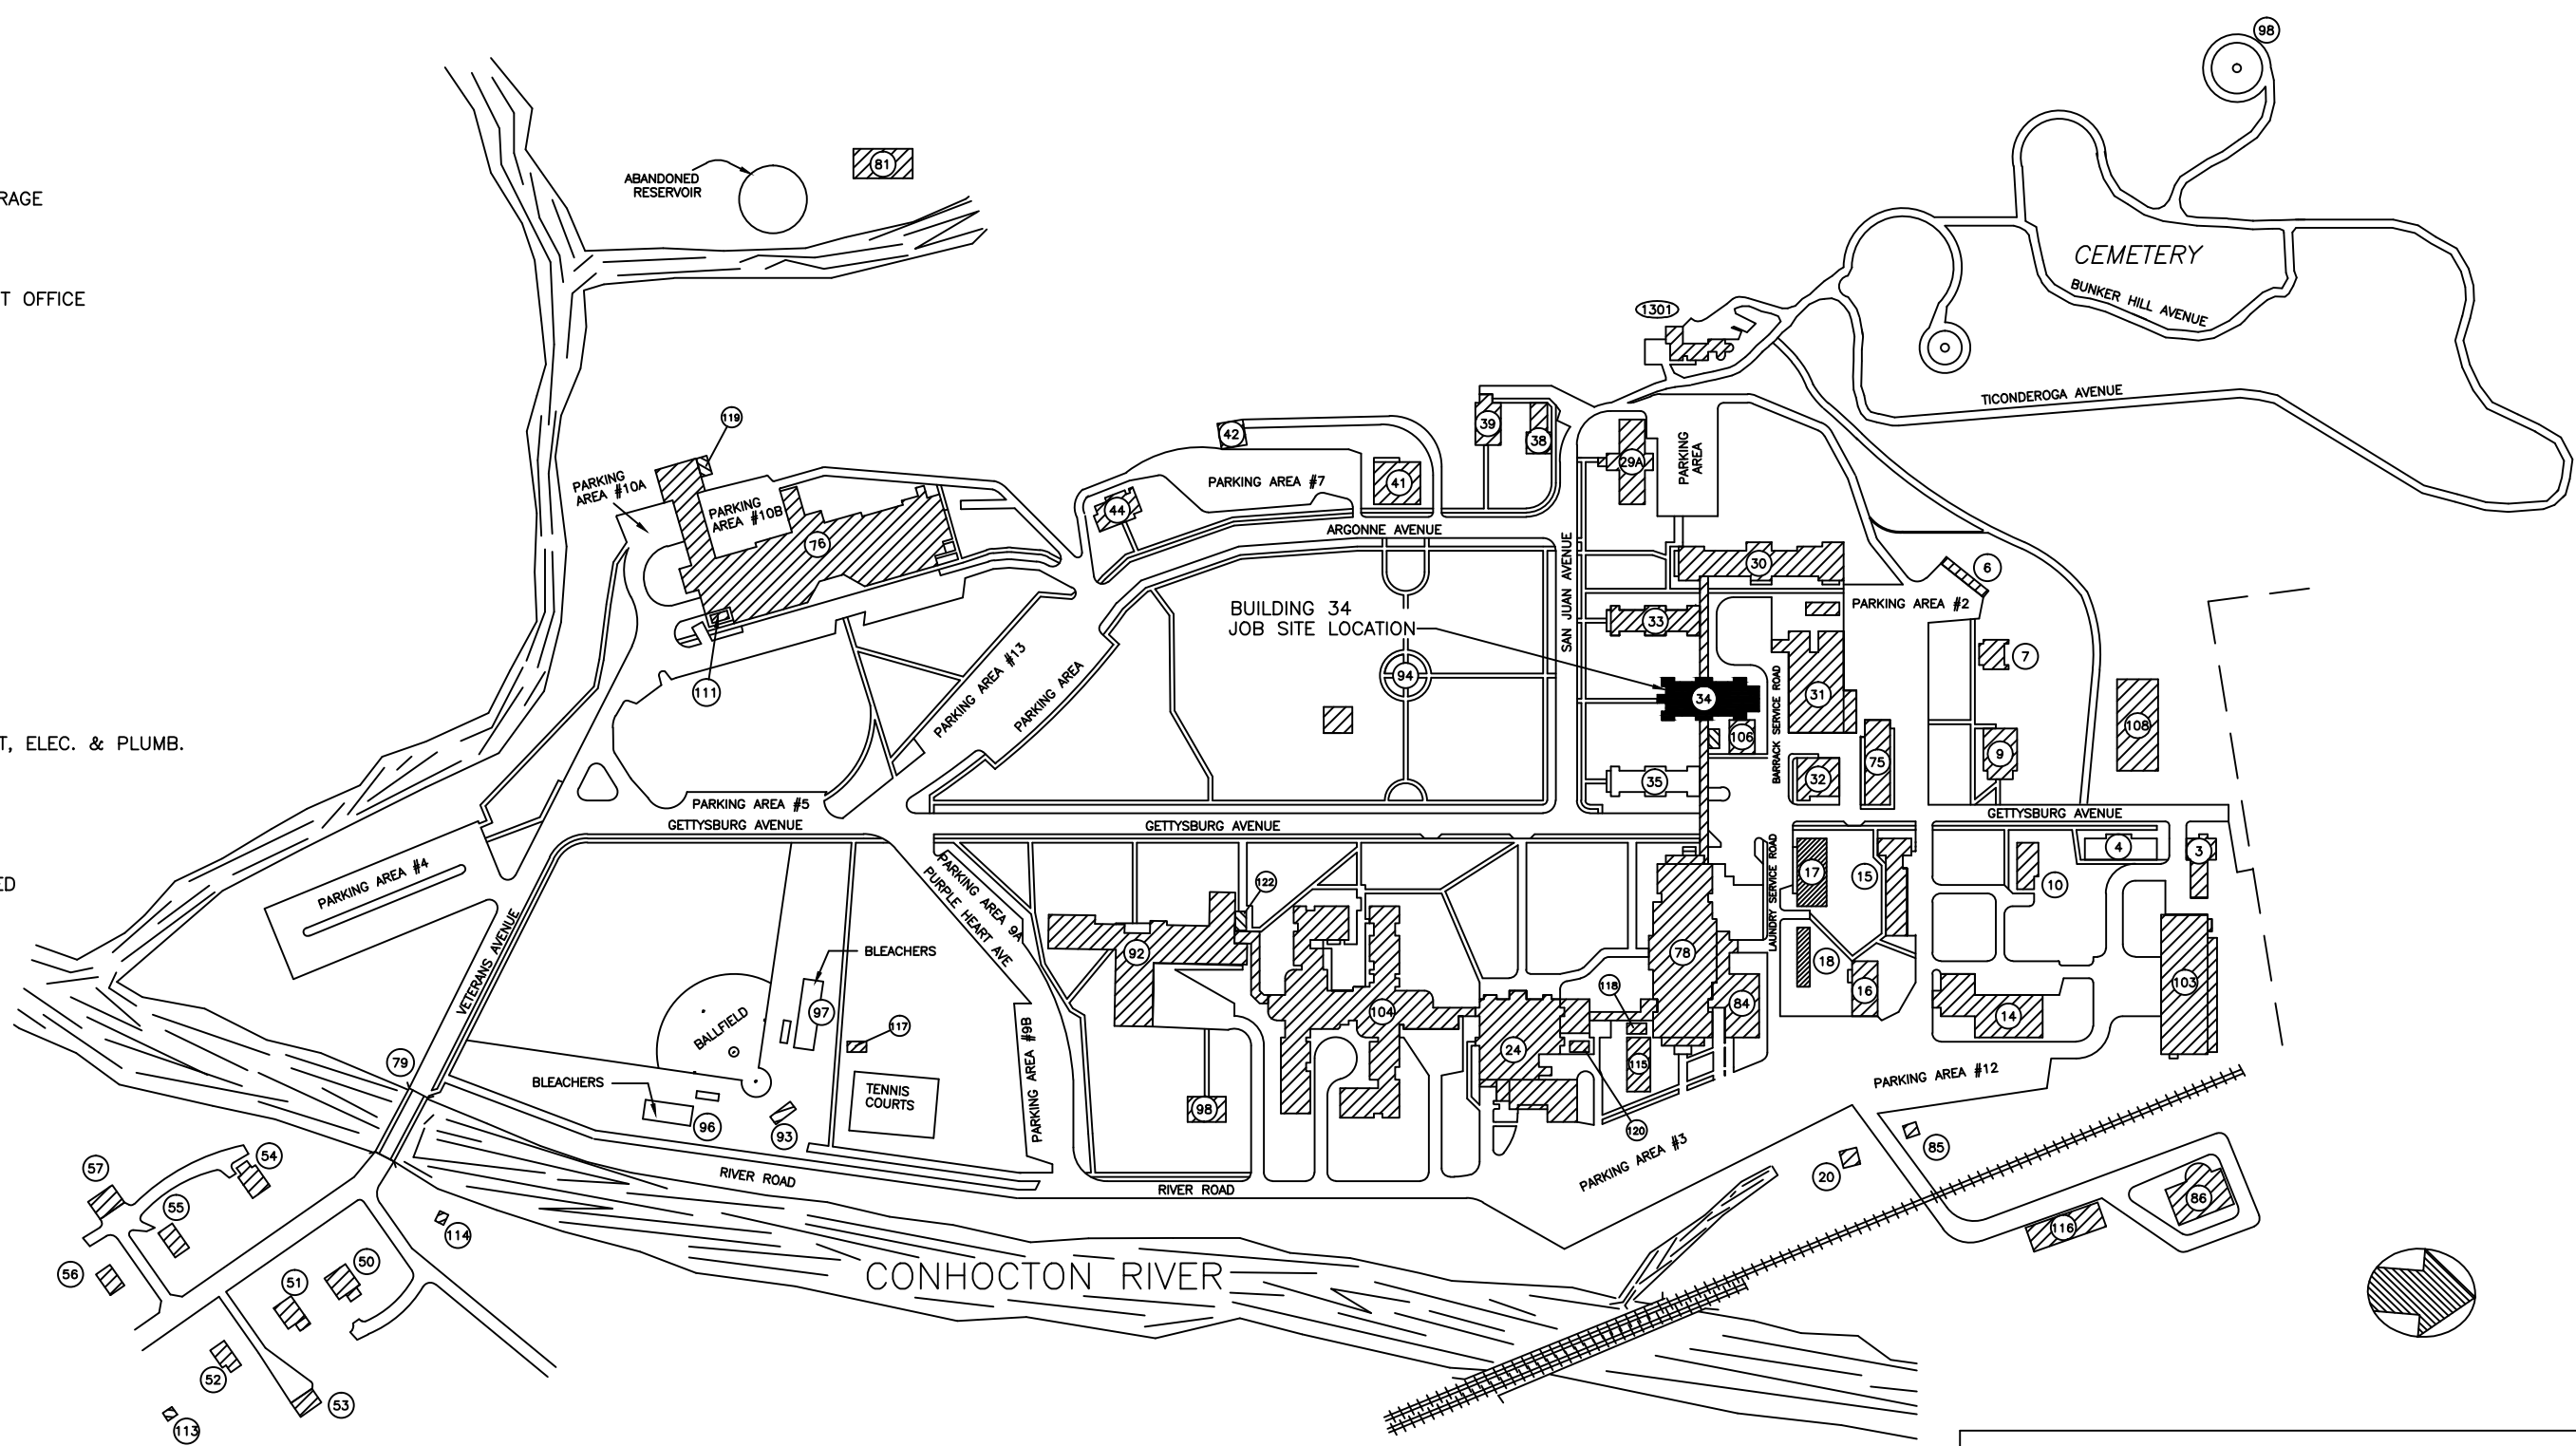 98
81
ABANDONED
RESERVOIR
RAGE
CEMETERY
BUNKER HILL AVENUE
T OFFICE
1301
TICONDEROGA AVENUE
119
42
39
38
29A
PARKING
AREA
PARKING
AREA #10A
PARKING
AREA #10B
PARKING AREA #7
41
44
76
ARGONNE AVENUE
SAN JUAN AVENUE
30
6
PARKING AREA #2
BUILDING 34
JOB SITE LOCATION
33
7
111
PARKING AREA #13
PARKING AREA
94
34
31
BARRACK SERVICE ROAD
108
106
T, ELEC. & PLUMB.
9
75
35
32
PARKING AREA #5
GETTYSBURG AVENUE
GETTYSBURG AVENUE
GETTYSBURG AVENUE
4
3
ED
PARKING AREA #4
PARKING AREA 9A
PURPLE HEART AVE
122
17
15
10
LAUNDRY SERVICE ROAD
VETERANS AVENUE
BLEACHERS
92
78
18
103
97
118
84
16
104
14
BALLFIELD
117
24
115
79
BLEACHERS
TENNIS
COURTS
PARKING AREA #9B
PARKING AREA #12
98
96
93
120
85
PARKING AREA #3
57
54
20
RIVER ROAD
RIVER ROAD
86
55
114
116
CONHOCTON RIVER
56
50
51
52
53
113